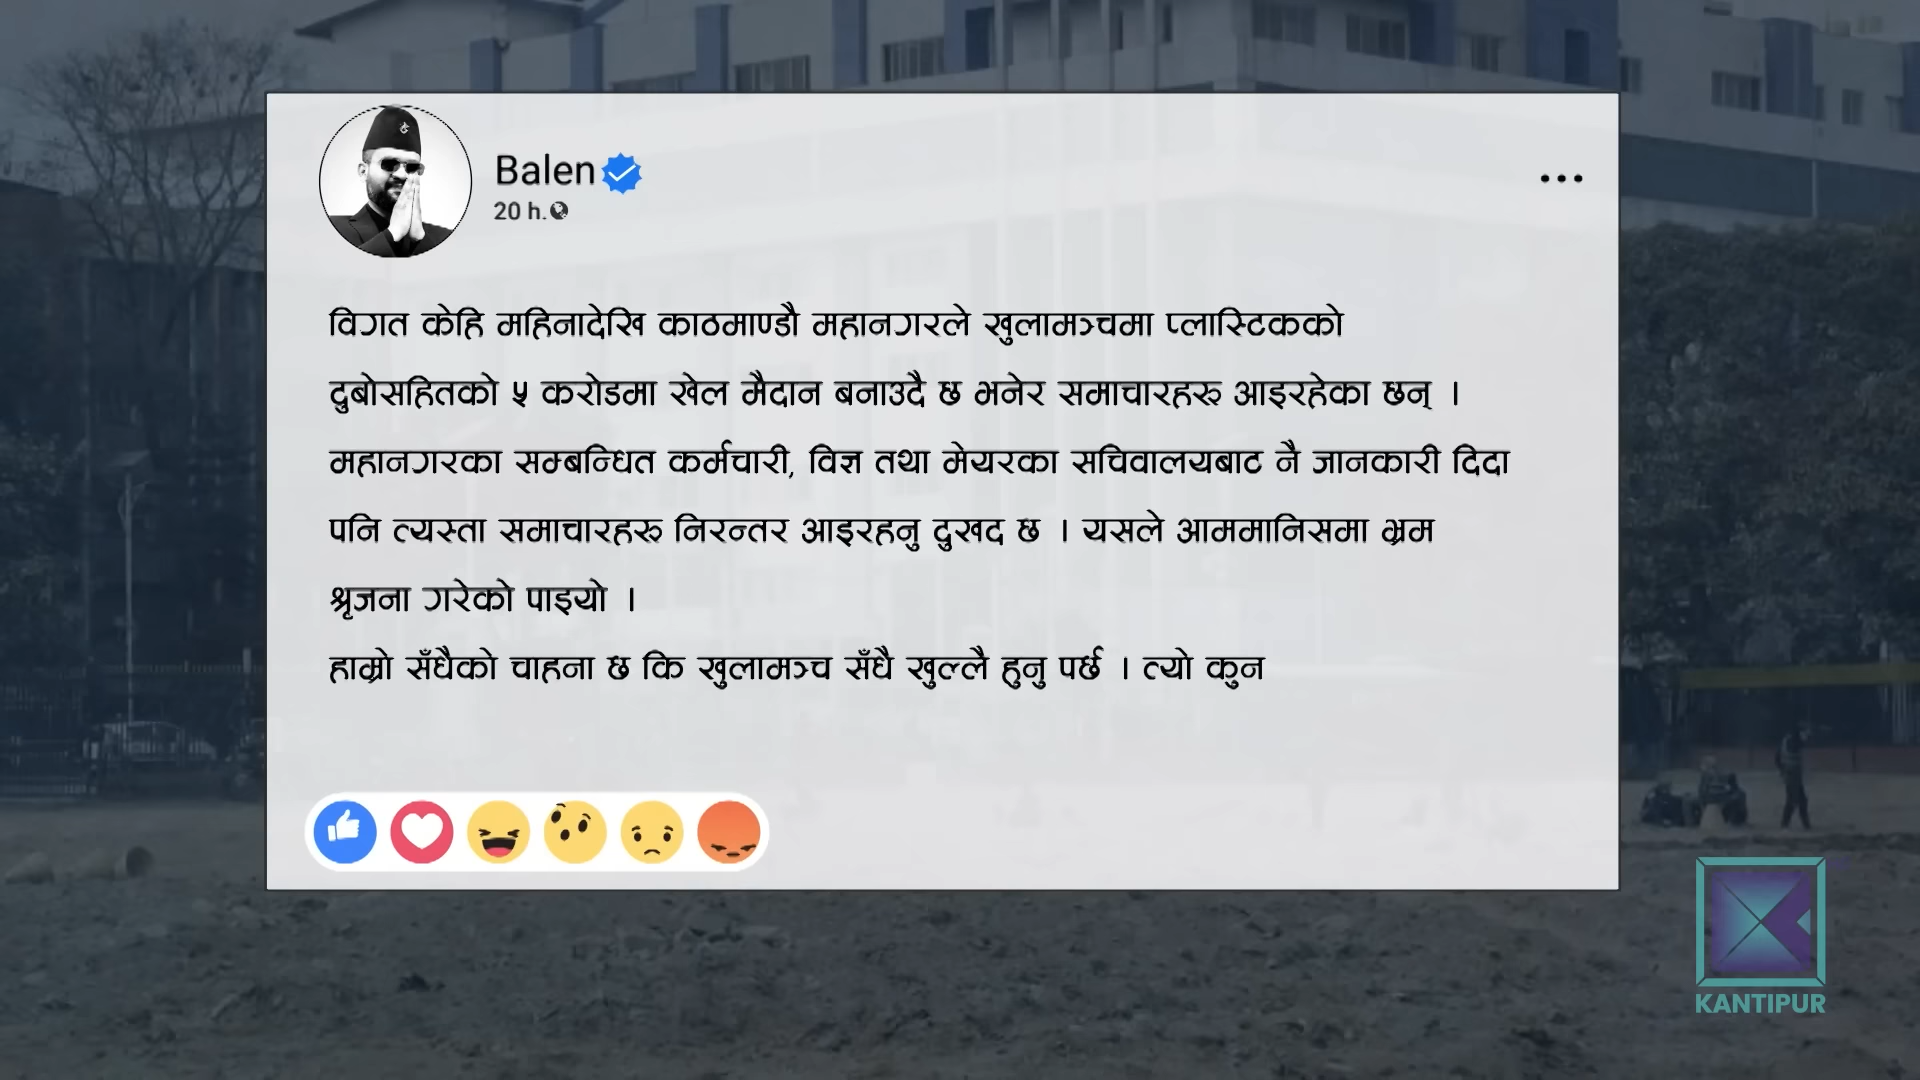 Balen
20 h.
विगत केहि महिनादेखि काठमाण्डौ महानगरले खुलामञ्चमा प्लास्टिकको
दुबोसहितको ५ करोडमा खेल मैदान बनाउदै छ भनेर समाचारहरु आइरहेका छन् ।
महानगरका सम्बन्धित कर्मचारी, विज्ञ तथा मेयरका सचिवालयबाट नै जानकारी दिदा
पनि त्यस्ता समाचारहरु निरन्तर आइरहनु दुखद छ । यसले आममानिसमा भ्रम
श्रृजना गरेको पाइयो ।
हाम्रो सँधैको चाहना छ कि खुलामञ्च सँधै खुल्लै हुनु पर्छ । त्यो कुन
KANTIPUR